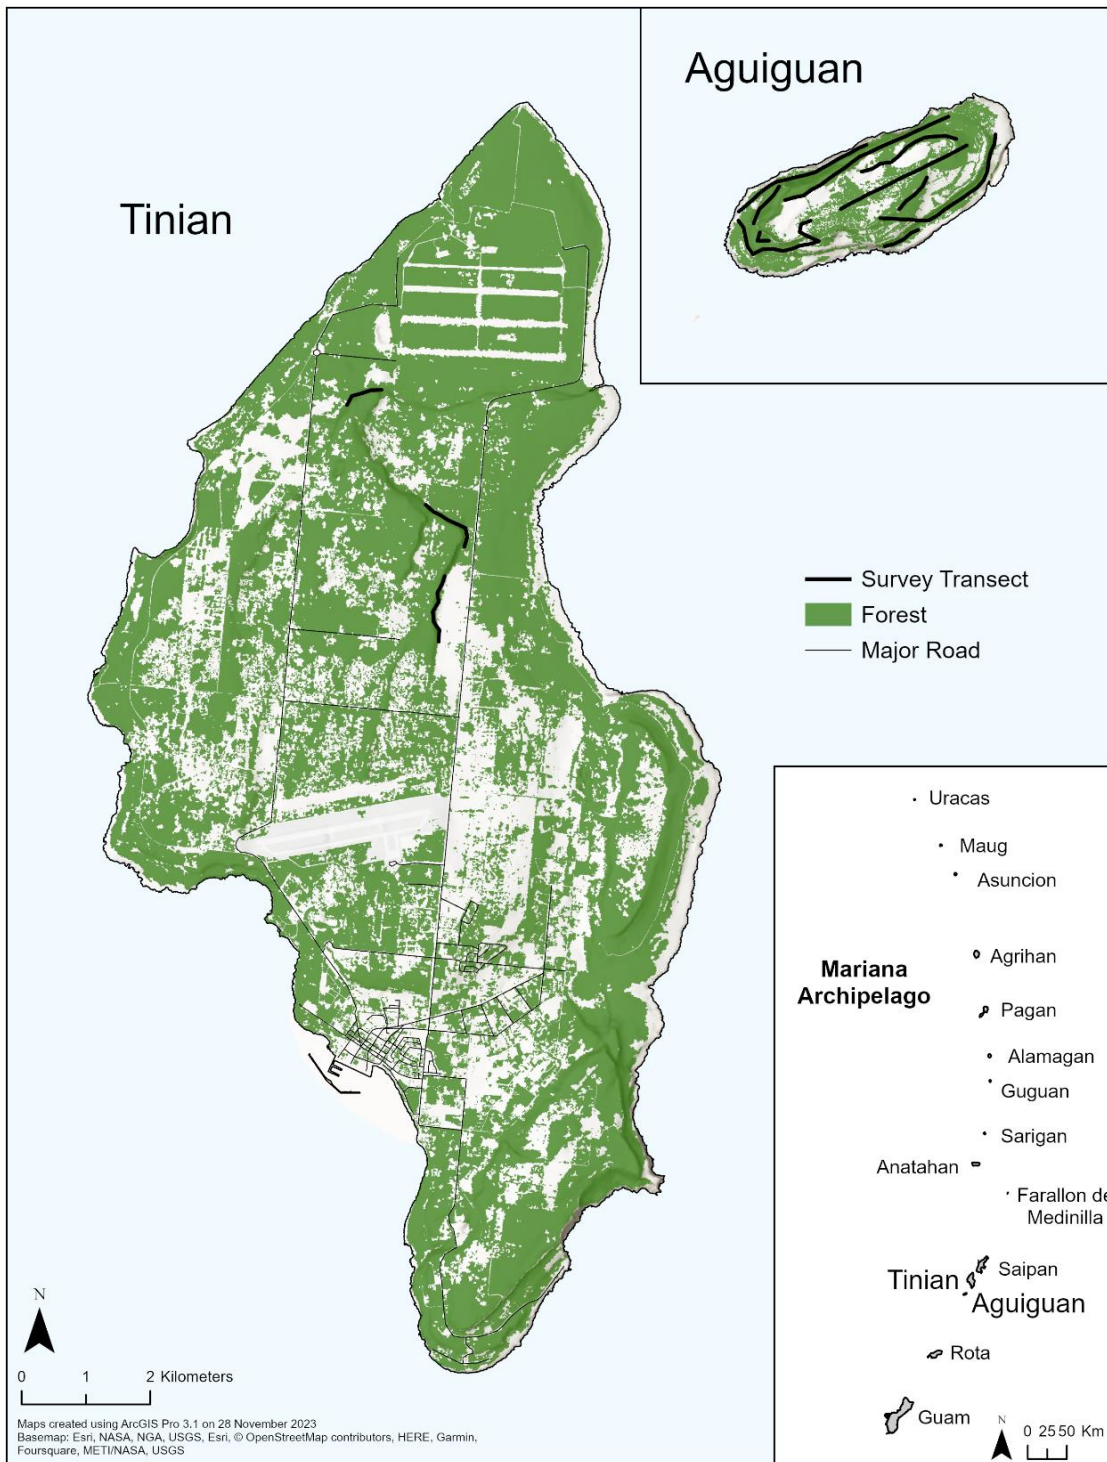 Tinian
Aguiguan
Survey Transect
Forest
Major Road
Uracas
Maug
Asuncion
Mariana
Archipelago
Agrihan
Pagan
Alamagan
Guguan
Sarigan
Anatahan
Farallon de
Medinilla
Saipan
Tinian
Aguiguan
Rota
Guam
N
0 25 50 Km
N
0 1 2 Kilometers
Maps created using ArcGIS Pro 3.1 on 28 November 2023
Basemap: Esri, NASA, NGA, USGS, Esri, © OpenStreetMap contributors, HERE, Garmin,
Foursquare, METI/NASA, USGS